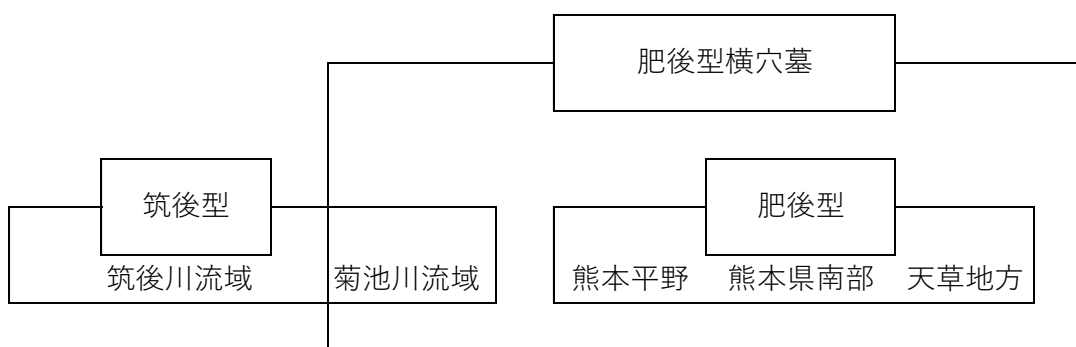 肥後型横穴墓
筑後型
肥後型
筑後川流域
菊池川流域
熊本平野
熊本県南部
天草地方